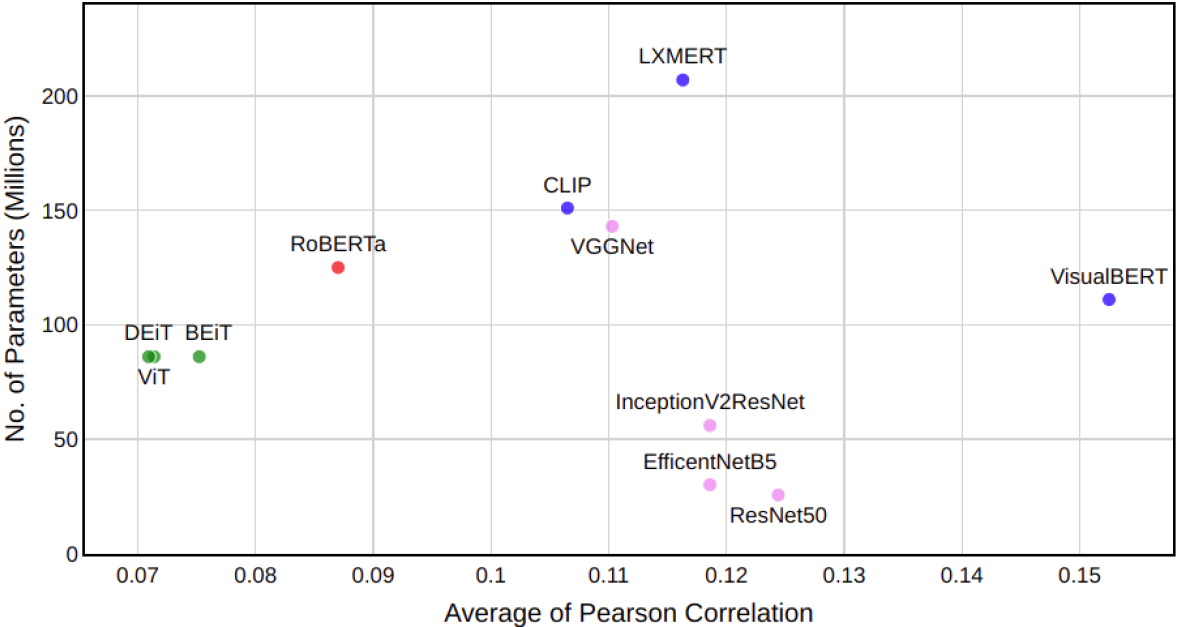 LXMERT
200
CLIP
150
VGGNet
RoBERTa
VisualBERT
100
DEiT BEiT
ViT
InceptionV2ResNet
50
EfficentNetB5
ResNet50
0
0.07 0.08 0.09 0.1 0.11 0.12 0.13 0.14 0.15
Average of Pearson Correlation
No. of Parameters (Millions)